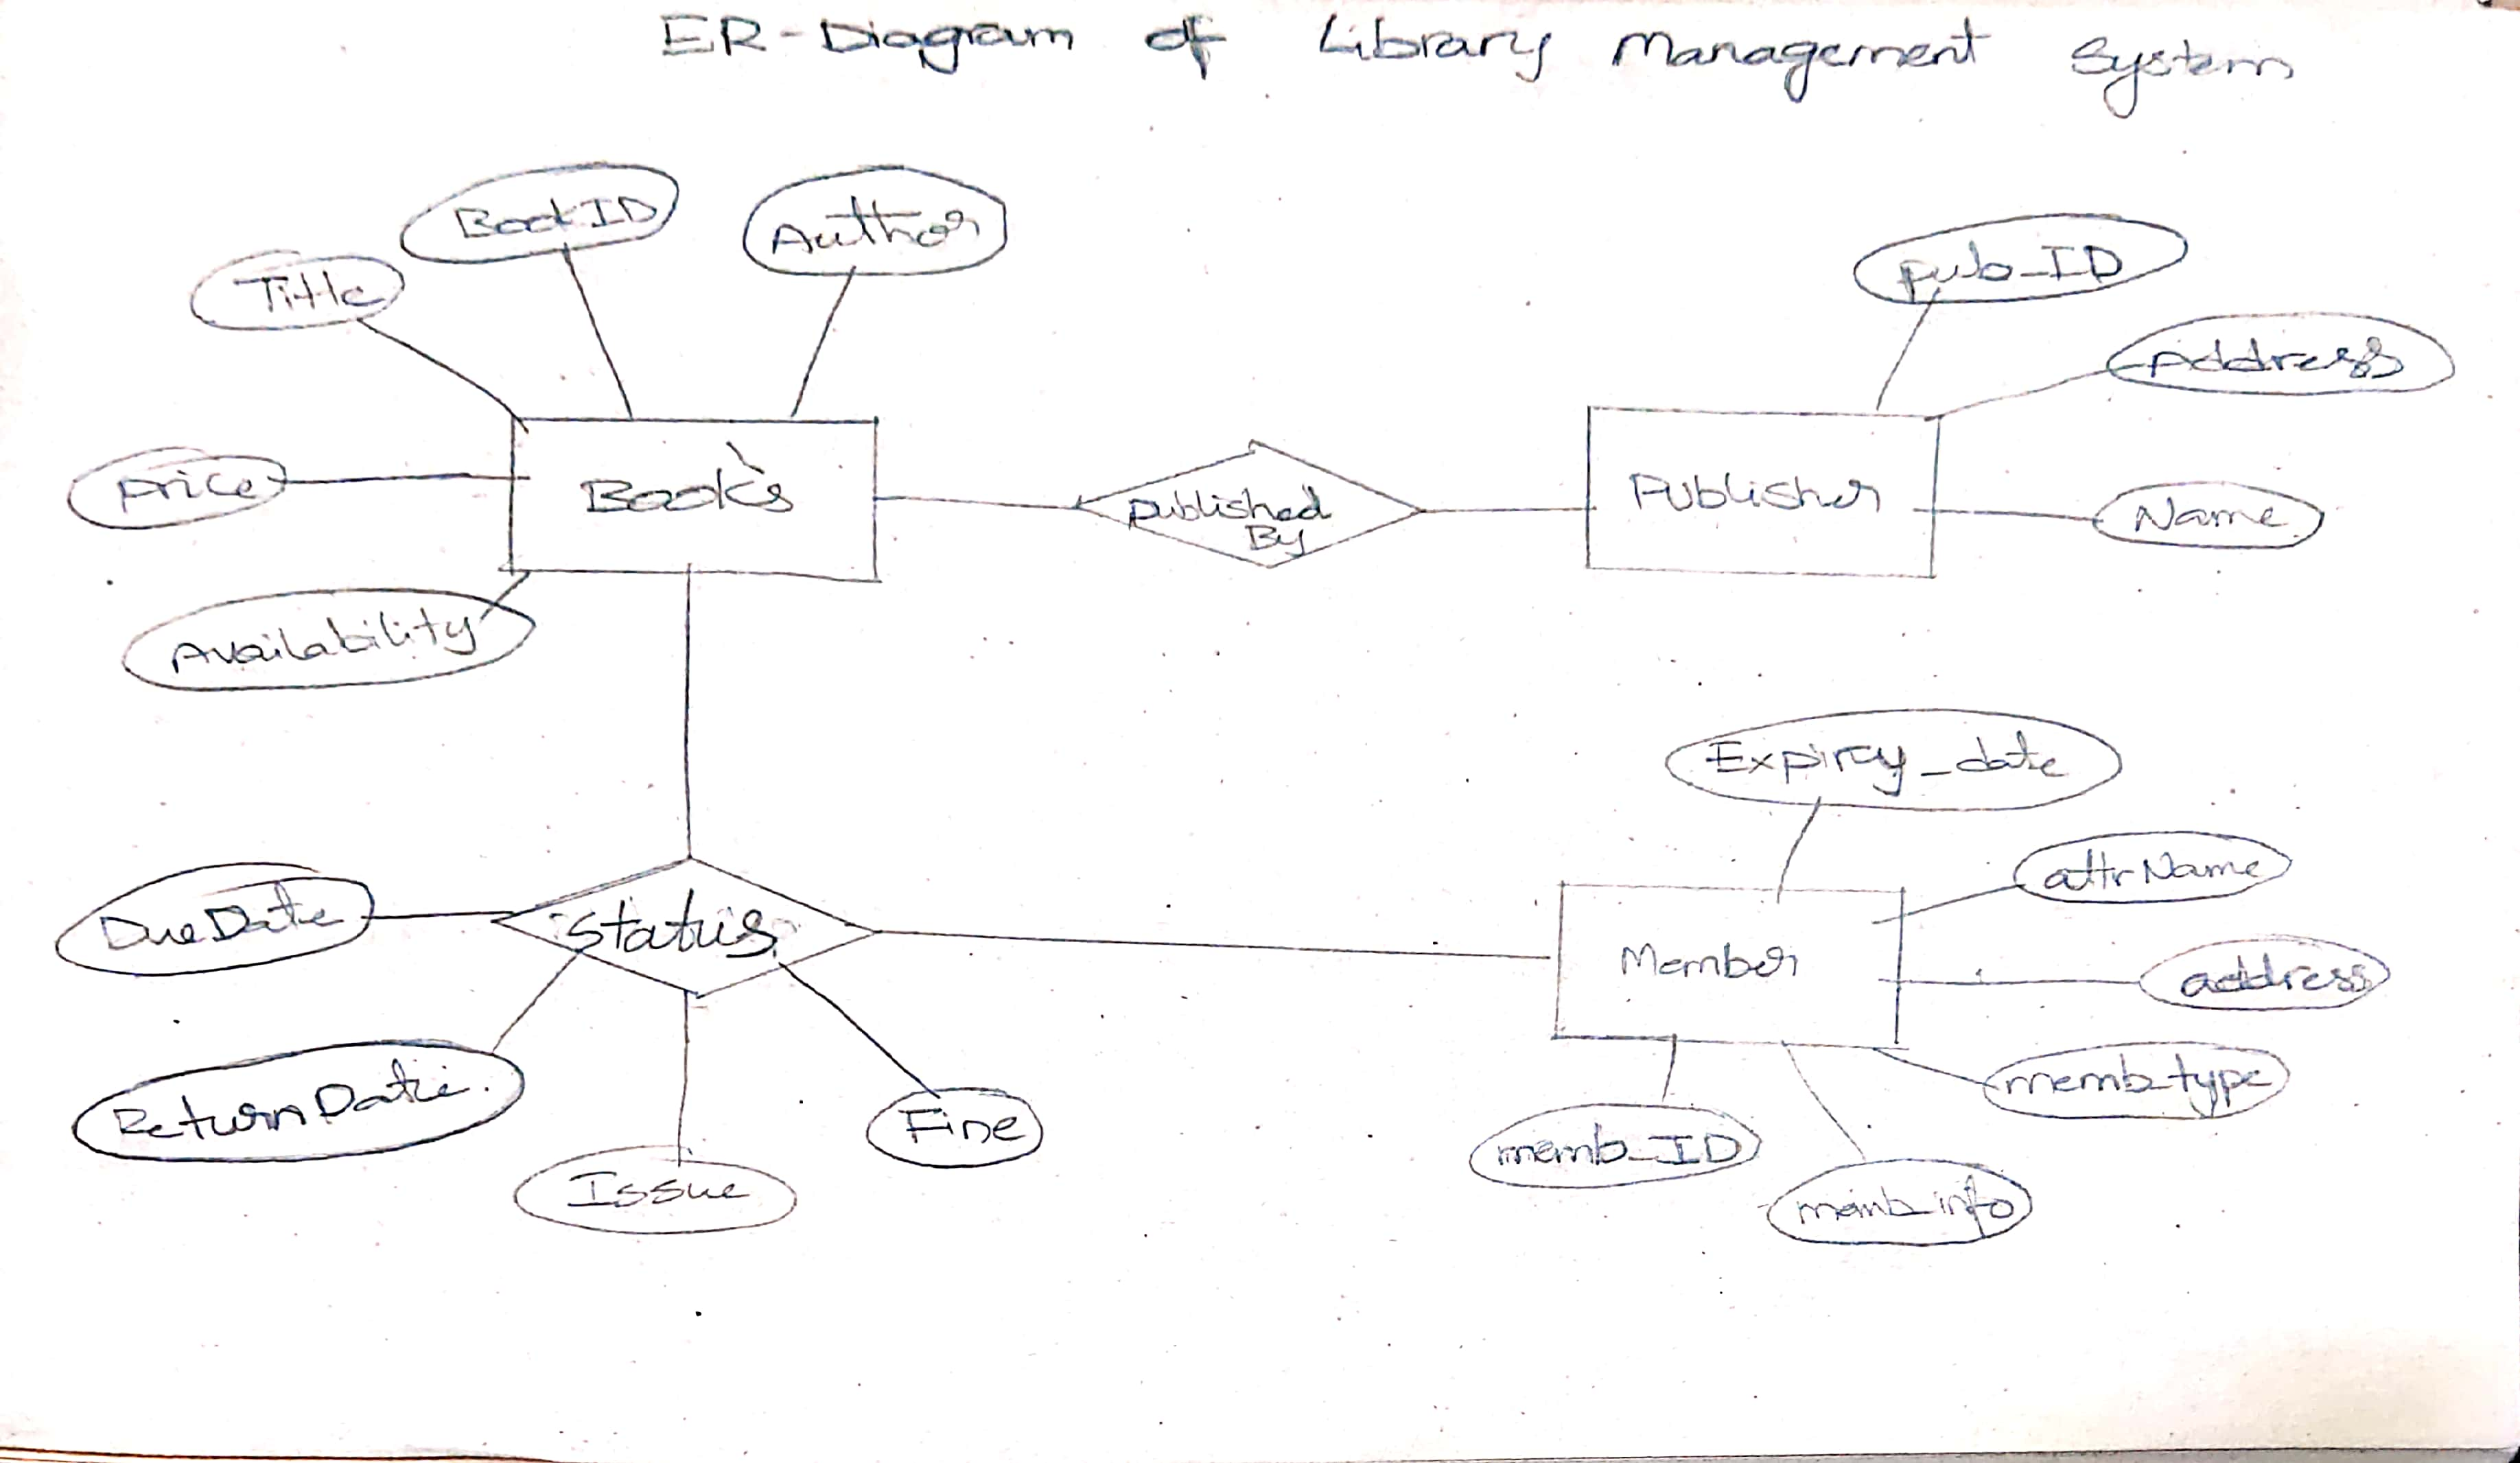 ER-Diagram of Library Management System
BookID
Author
Title
pub_ID
Address
Price
Books
Published
By
Publisher
Name
Availability
Expiry_date
attrName
DueDate
Status
Member
address
ReturnDate
Fine
memb_type
memb_ID
Issue
memb_info